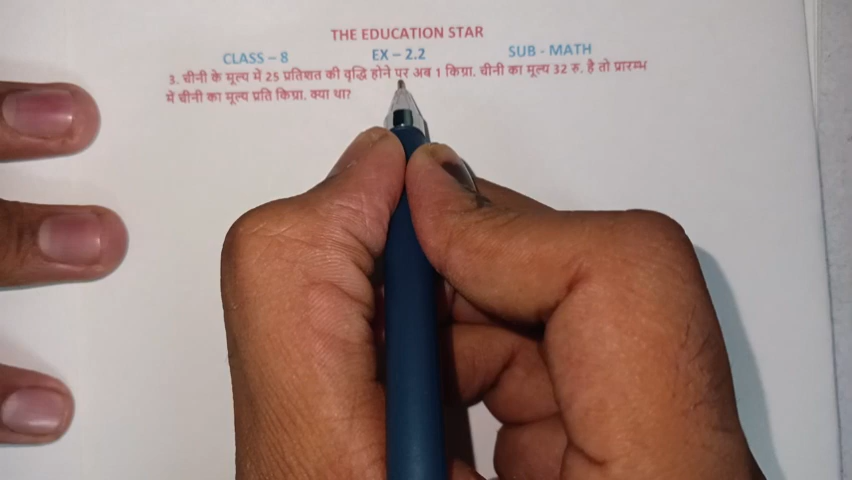 THE EDUCATION STAR
CLASS – 8 EX – 2.2 SUB - MATH
3. चीनी के मूल्य में 25 प्रतिशत की वृद्धि होने पर अब 1 किग्रा. चीनी का मूल्य 32 रु. है तो प्रारम्भ
में चीनी का मूल्य प्रति किग्रा. क्या था?